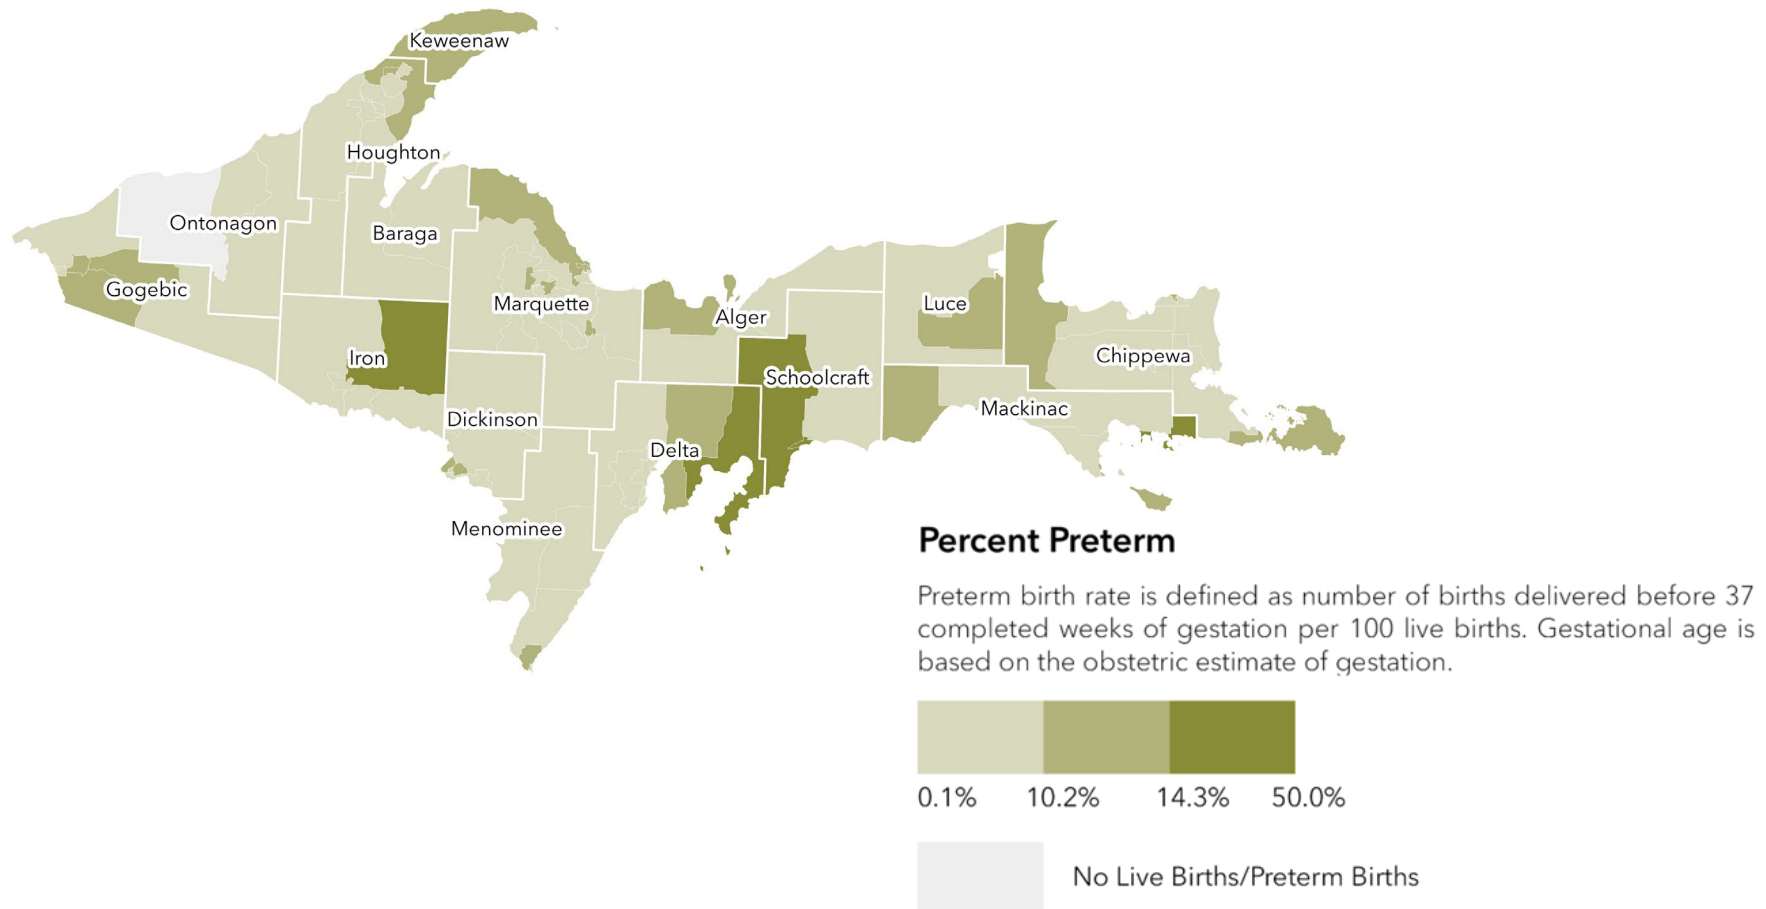 Keweenaw
Houghton
Ontonagon
Baraga
Gogebic
Marquette
Luce
Alger
Iron
Chippewa
Schoolcraft
Mackinac
Dickinson
Delta
Menominee
Percent Preterm
Preterm birth rate is defined as number of births delivered before 37
completed weeks of gestation per 100 live births. Gestational age is
based on the obstetric estimate of gestation.
0.1% 10.2% 14.3% 50.0%
No Live Births/Preterm Births